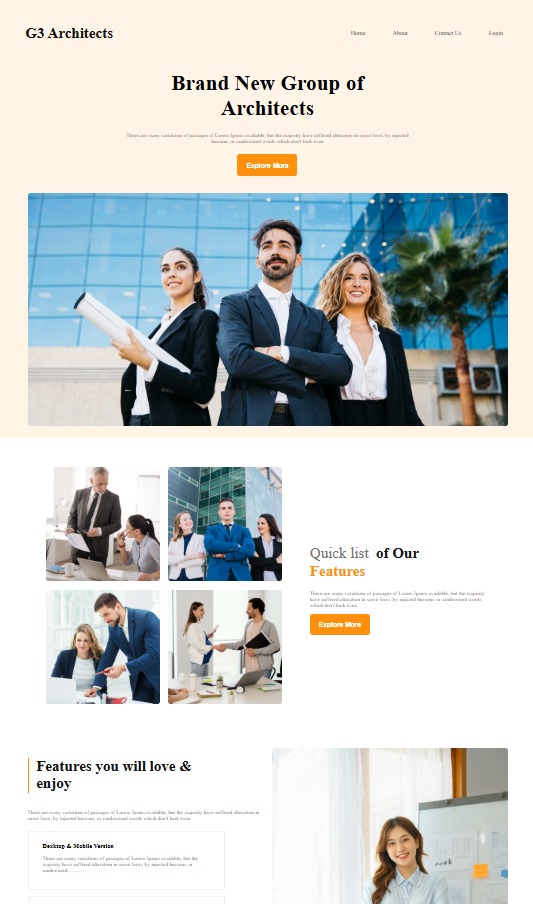 G3 Architects
Home
About
Contact Us
Login
Brand New Group of
Architects
There are many variations of passages of Lorem Ipsum available, but the majority have suffered alteration in some form, by injected
humour, or randomised words which don't look even
Explore More
Quick list of Our
Features
There are many variations of passages of Lorem Ipsum available, but the majority
have suffered alteration in some form, by injected humour, or randomised words
which don't look even
Explore More
Features you will love &
enjoy
There are many variations of passages of Lorem Ipsum available, but the majority have suffered alteration in
some form, by injected humour, or randomised words which don't look even
Desktop & Mobile Version
There are many variations of passages of Lorem Ipsum available, but the
majority have suffered alteration in some form, by injected humour, or
randomised ..........